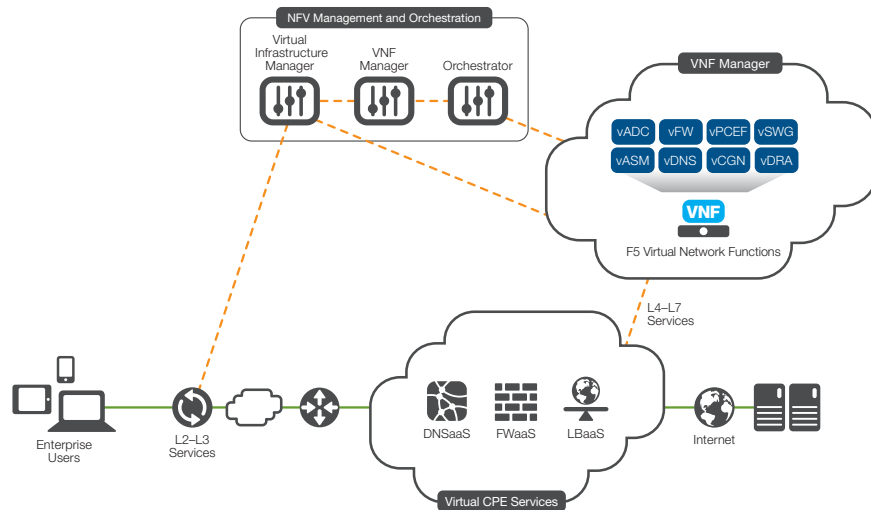 NFV Management and Orchestration
Virtual
Infrastructure
Manager
VNF
Manager
Orchestrator
VNF Manager
vADC
vFW
vPCEF
vSWG
vASM
vDNS
vCGN
vDRA
VNF
F5 Virtual Network Functions
L4–L7
Services
DNSaaS
FWaaS
LBaaS
Enterprise
Users
L2–L3
Services
Internet
Virtual CPE Services